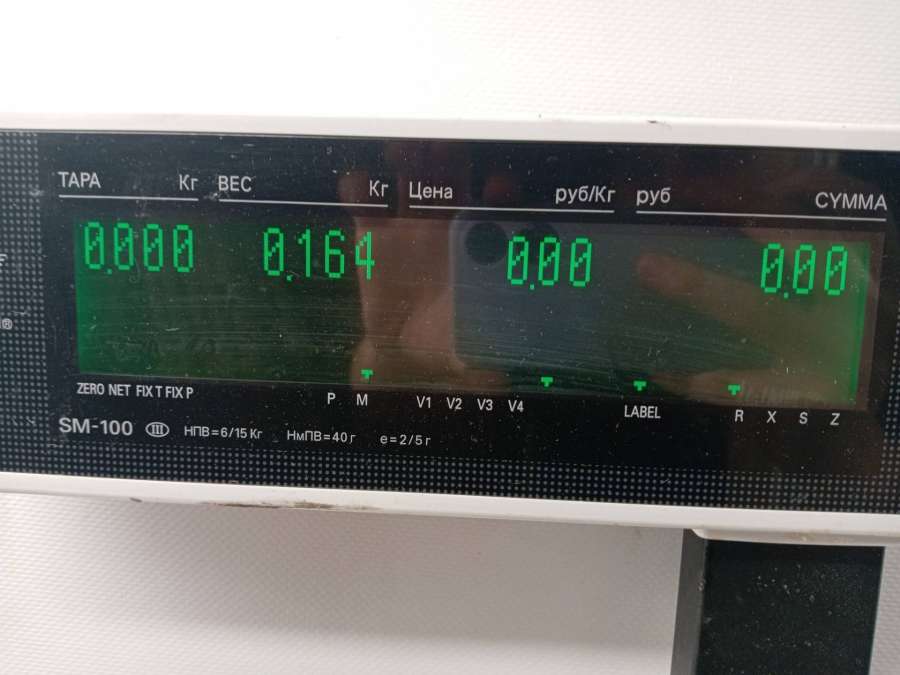 ТАРА Кг ВЕС Кг Цена руб/Кг руб СУММА
0.000 0.164 0.00 0.00
ZERO NET FIX T FIX P P M V1 V2 V3 V4 LABEL R X S Z
SM-100 III НПВ=6/15 Кг НмПВ=40 г e=2/5 г